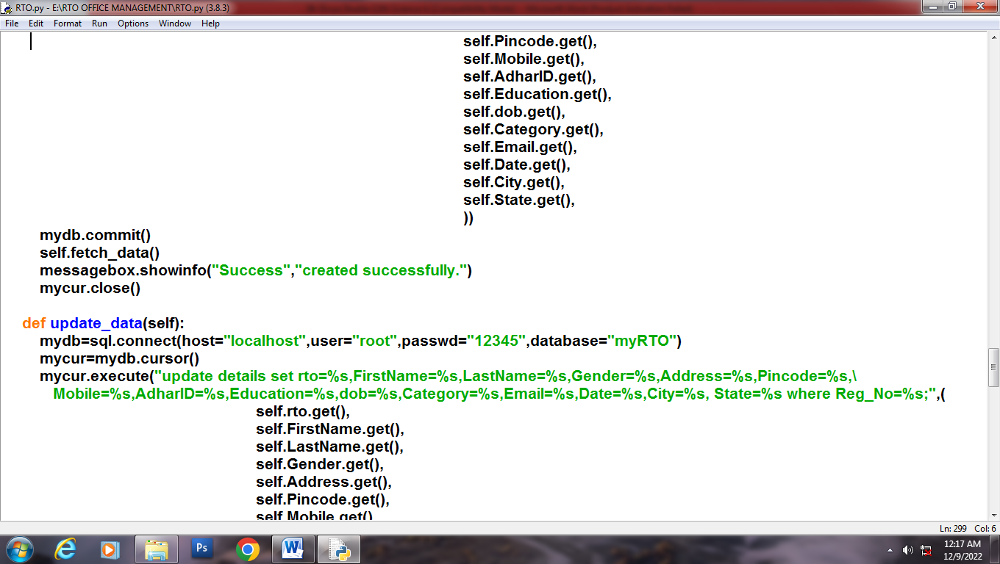 RTO.py - E:\RTO OFFICE MANAGEMENT\RTO.py (3.8.3)
File Edit Format Run Options Window Help
self.Pincode.get(),
self.Mobile.get(),
self.AdharID.get(),
self.Education.get(),
self.dob.get(),
self.Category.get(),
self.Email.get(),
self.Date.get(),
self.City.get(),
self.State.get(),
))
mydb.commit()
self.fetch_data()
messagebox.showinfo("Success","created successfully.")
mycur.close()
def update_data(self):
mydb=sql.connect(host="localhost",user="root",passwd="12345",database="myRTO")
mycur=mydb.cursor()
mycur.execute("update details set rto=%s,FirstName=%s,LastName=%s,Gender=%s,Address=%s,Pincode=%s,\
Mobile=%s,AdharID=%s,Education=%s,dob=%s,Category=%s,Email=%s,Date=%s,City=%s, State=%s where Reg_No=%s;",(
self.rto.get(),
self.FirstName.get(),
self.LastName.get(),
self.Gender.get(),
self.Address.get(),
self.Pincode.get(),
self.Mobile.get()
Ln: 299 Col: 6
Ps
W
12:17 AM
12/9/2022